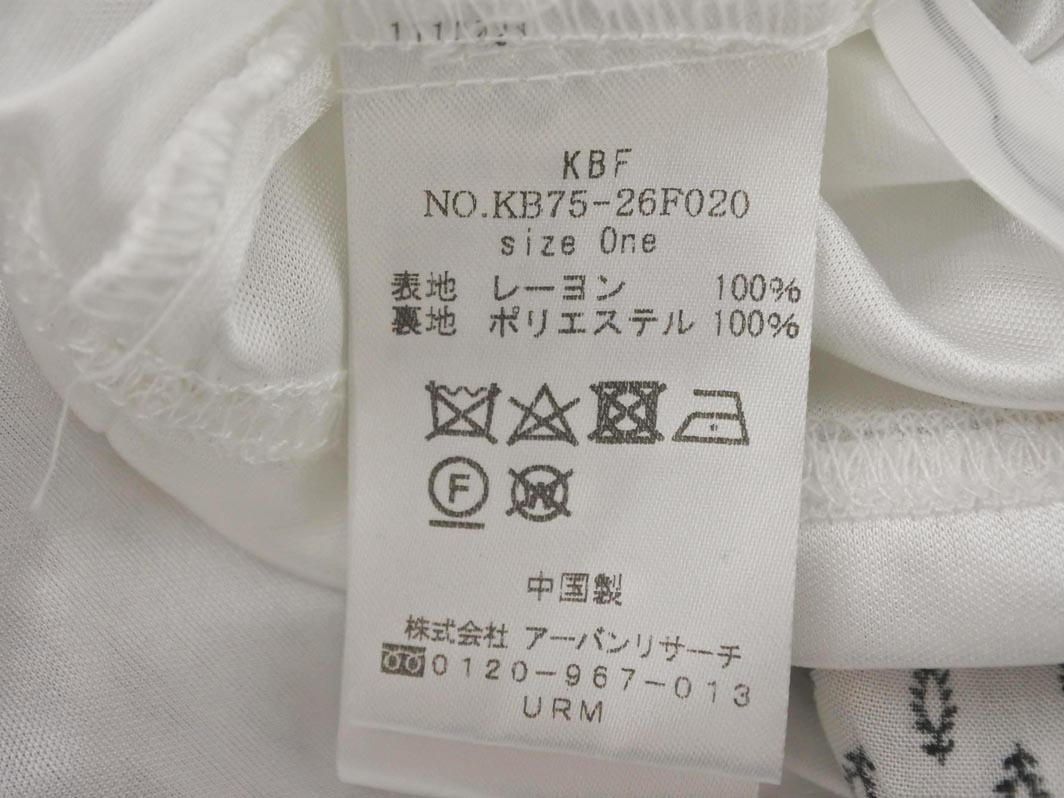 KBF
NO.KB75-26F020
size One
表地 レーヨン 100%
裏地 ポリエステル 100%
F
W
中国製
株式会社 アーバンリサーチ
0120-967-013
URM